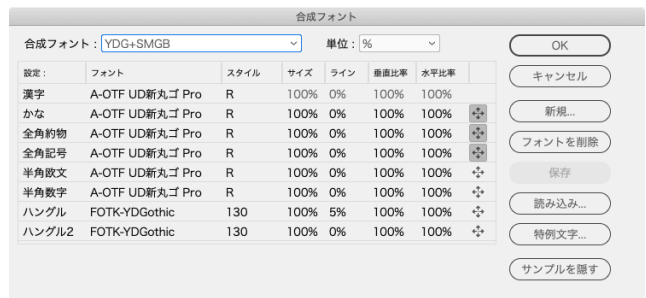 合成フォント
合成フォント： YDG+SMGB 単位： % OK
設定： フォント スタイル サイズ ライン 垂直比率 水平比率 キャンセル
漢字 A-OTF UD新丸ゴ Pro R 100% 0% 100% 100%
かな A-OTF UD新丸ゴ Pro R 100% 0% 100% 100% 新規...
全角約物 A-OTF UD新丸ゴ Pro R 100% 0% 100% 100%
全角記号 A-OTF UD新丸ゴ Pro R 100% 0% 100% 100% フォントを削除
半角欧文 A-OTF UD新丸ゴ Pro R 100% 0% 100% 100% 保存
半角数字 A-OTF UD新丸ゴ Pro R 100% 0% 100% 100%
ハングル FOTK-YDGothic 130 100% 5% 100% 100% 読み込み...
ハングル2 FOTK-YDGothic 130 100% 0% 100% 100% 特例文字...
サンプルを隠す